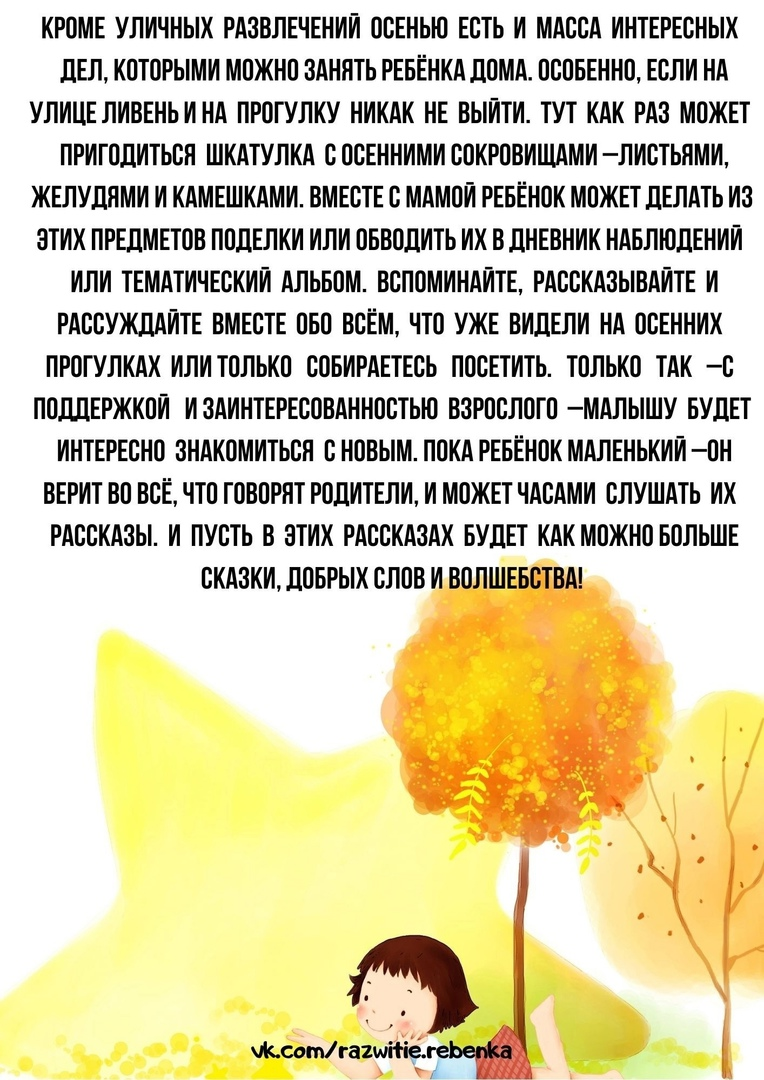 КРОМЕ УЛИЧНЫХ РАЗВЛЕЧЕНИЙ ОСЕНЬЮ ЕСТЬ И МАССА ИНТЕРЕСНЫХ
ДЕЛ, КОТОРЫМИ МОЖНО ЗАНЯТЬ РЕБЁНКА ДОМА. ОСОБЕННО, ЕСЛИ НА
УЛИЦЕ ЛИВЕНЬ И НА ПРОГУЛКУ НИКАК НЕ ВЫЙТИ. ТУТ КАК РАЗ МОЖЕТ
ПРИГОДИТЬСЯ ШКАТУЛКА С ОСЕННИМИ СОКРОВИЩАМИ –ЛИСТЬЯМИ,
ЖЕЛУДЯМИ И КАМЕШКАМИ. ВМЕСТЕ С МАМОЙ РЕБЁНОК МОЖЕТ ДЕЛАТЬ ИЗ
ЭТИХ ПРЕДМЕТОВ ПОДЕЛКИ ИЛИ ОБВОДИТЬ ИХ В ДНЕВНИК НАБЛЮДЕНИЙ
ИЛИ ТЕМАТИЧЕСКИЙ АЛЬБОМ. ВСПОМИНАЙТЕ, РАССКАЗЫВАЙТЕ И
РАССУЖДАЙТЕ ВМЕСТЕ ОБО ВСЁМ, ЧТО УЖЕ ВИДЕЛИ НА ОСЕННИХ
ПРОГУЛКАХ ИЛИ ТОЛЬКО СОБИРАЕТЕСЬ ПОСЕТИТЬ. ТОЛЬКО ТАК –С
ПОДДЕРЖКОЙ И ЗАИНТЕРЕСОВАННОСТЬЮ ВЗРОСЛОГО –МАЛЫШУ БУДЕТ
ИНТЕРЕСНО ЗНАКОМИТЬСЯ С НОВЫМ. ПОКА РЕБЁНОК МАЛЕНЬКИЙ –ОН
ВЕРИТ ВО ВСЁ, ЧТО ГОВОРЯТ РОДИТЕЛИ, И МОЖЕТ ЧАСАМИ СЛУШАТЬ ИХ
РАССКАЗЫ. И ПУСТЬ В ЭТИХ РАССКАЗАХ БУДЕТ КАК МОЖНО БОЛЬШЕ
СКАЗКИ, ДОБРЫХ СЛОВ И ВОЛШЕБСТВА!
vk.com/razwitie.rebenka